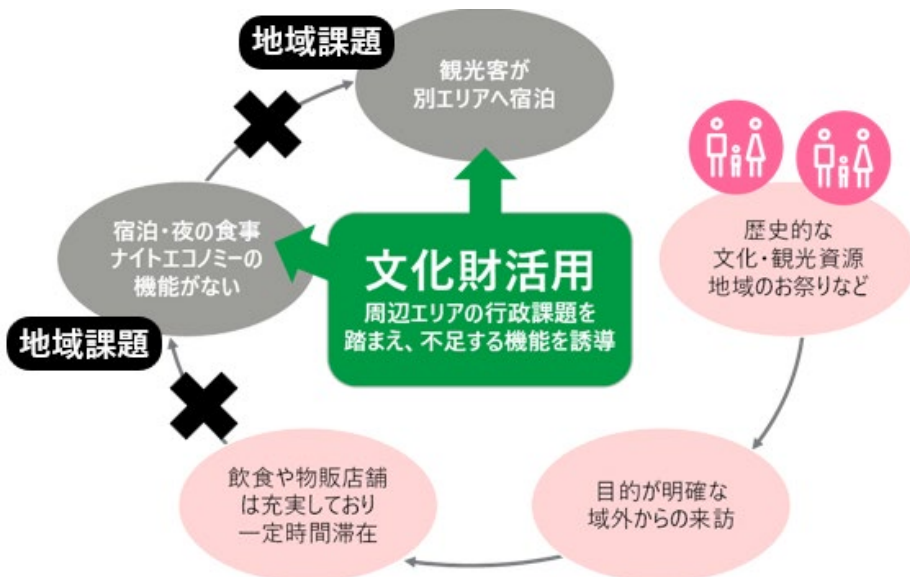 地域課題
観光客が
別エリアへ宿泊
宿泊・夜の食事
ナイトエコノミーの
機能がない
地域課題
文化財活用
周辺エリアの行政課題を
踏まえ、不足する機能を誘導
歴史的な
文化・観光資源
地域のお祭りなど
目的が明確な
域外からの来訪
飲食や物販店舗
は充実しており
一定時間滞在